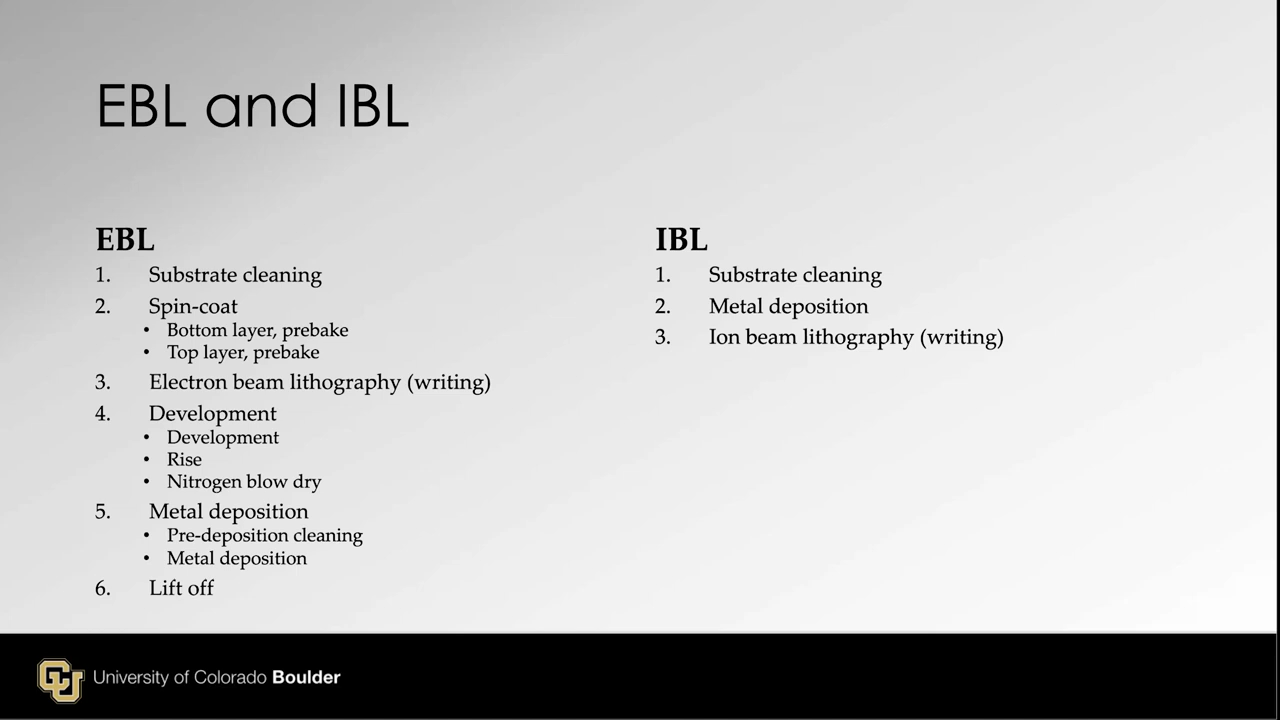 EBL and IBL
EBL
1. Substrate cleaning
2. Spin-coat
• Bottom layer, prebake
• Top layer, prebake
3. Electron beam lithography (writing)
4. Development
• Development
• Rise
• Nitrogen blow dry
5. Metal deposition
• Pre-deposition cleaning
• Metal deposition
6. Lift off
IBL
1. Substrate cleaning
2. Metal deposition
3. Ion beam lithography (writing)
CU University of Colorado Boulder